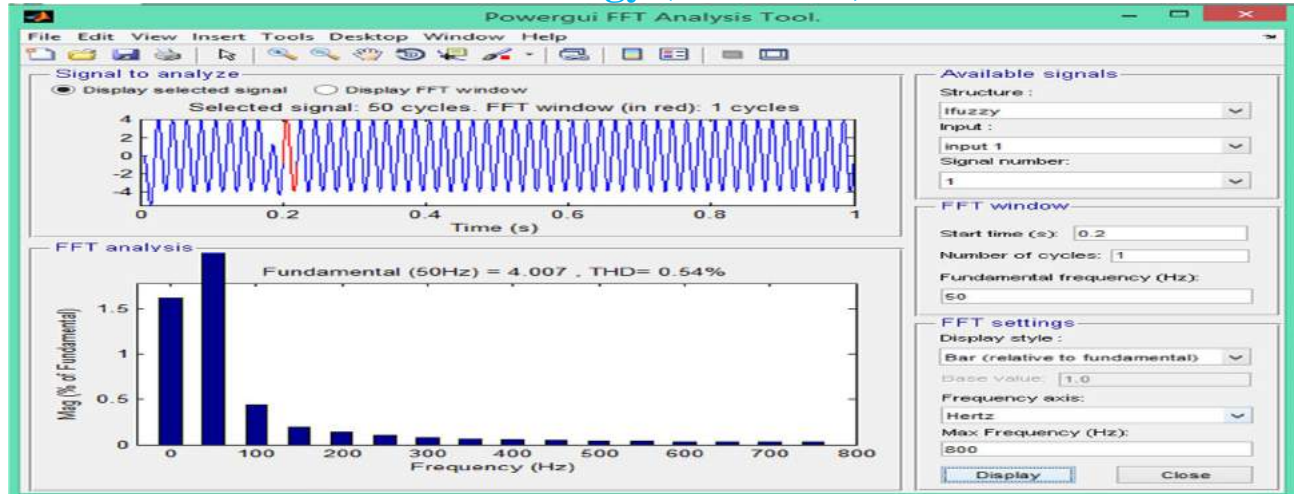 Powergui FFT Analysis Tool.
File Edit View Insert Tools Desktop Window Help
Signal to analyze
Display selected signal Display FFT window
Selected signal: 50 cycles. FFT window (in red): 1 cycles
4
2
0
-2
-4
0 0.2 0.4 0.6 0.8 1
Time (s)
FFT analysis
Fundamental (50Hz) = 4.007 , THD= 0.54%
Mag (% of Fundamental)
1.5
1
0.5
0
0 100 200 300 400 500 600 700 800
Frequency (Hz)
Available signals
Structure :
Ifuzzy
Input :
input 1
Signal number:
1
FFT window
Start time (s): 0.2
Number of cycles: 1
Fundamental frequency (Hz):
50
FFT settings
Display style :
Bar (relative to fundamental)
Base value: 1.0
Frequency axis:
Hertz
Max Frequency (Hz):
800
Display Close